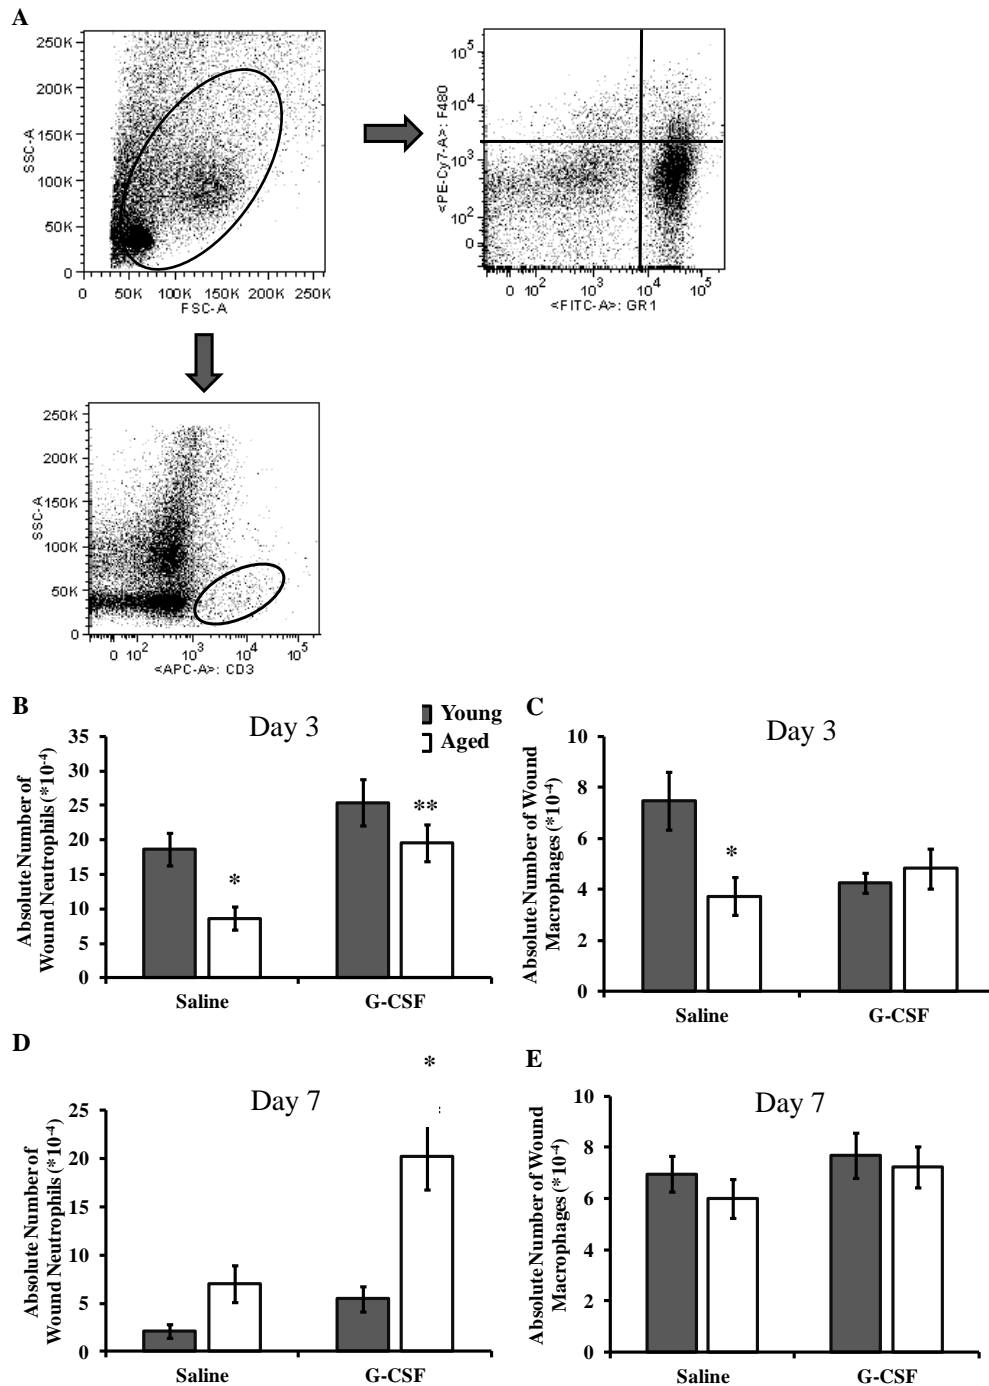 A
250K
200K
150K
100K
50K
0
SSC-A
0 50K 100K 150K 200K 250K
FSC-A
10^5
10^4
10^3
10^2
0
<PE-Cy7-A>: F480
0 10^2 10^3 10^4 10^5
<FITC-A>: GR1
250K
200K
150K
100K
50K
0
SSC-A
0 10^2 10^3 10^4 10^5
<APC-A>: CD3
B
Day 3
Young
Aged
Absolute Number of
Wound Neutrophils (*10^-4)
35
30
25
20
15
10
5
0
*
**
Saline G-CSF
C
Day 3
Absolute Number of Wound
Macrophages (*10^-4)
10
8
6
4
2
0
*
Saline G-CSF
D
Day 7
Absolute Number of
Wound Neutrophils (*10^-4)
25
20
15
10
5
0
*
Saline G-CSF
E
Day 7
Absolute Number of Wound
Macrophages (*10^-4)
10
8
6
4
2
0
Saline G-CSF